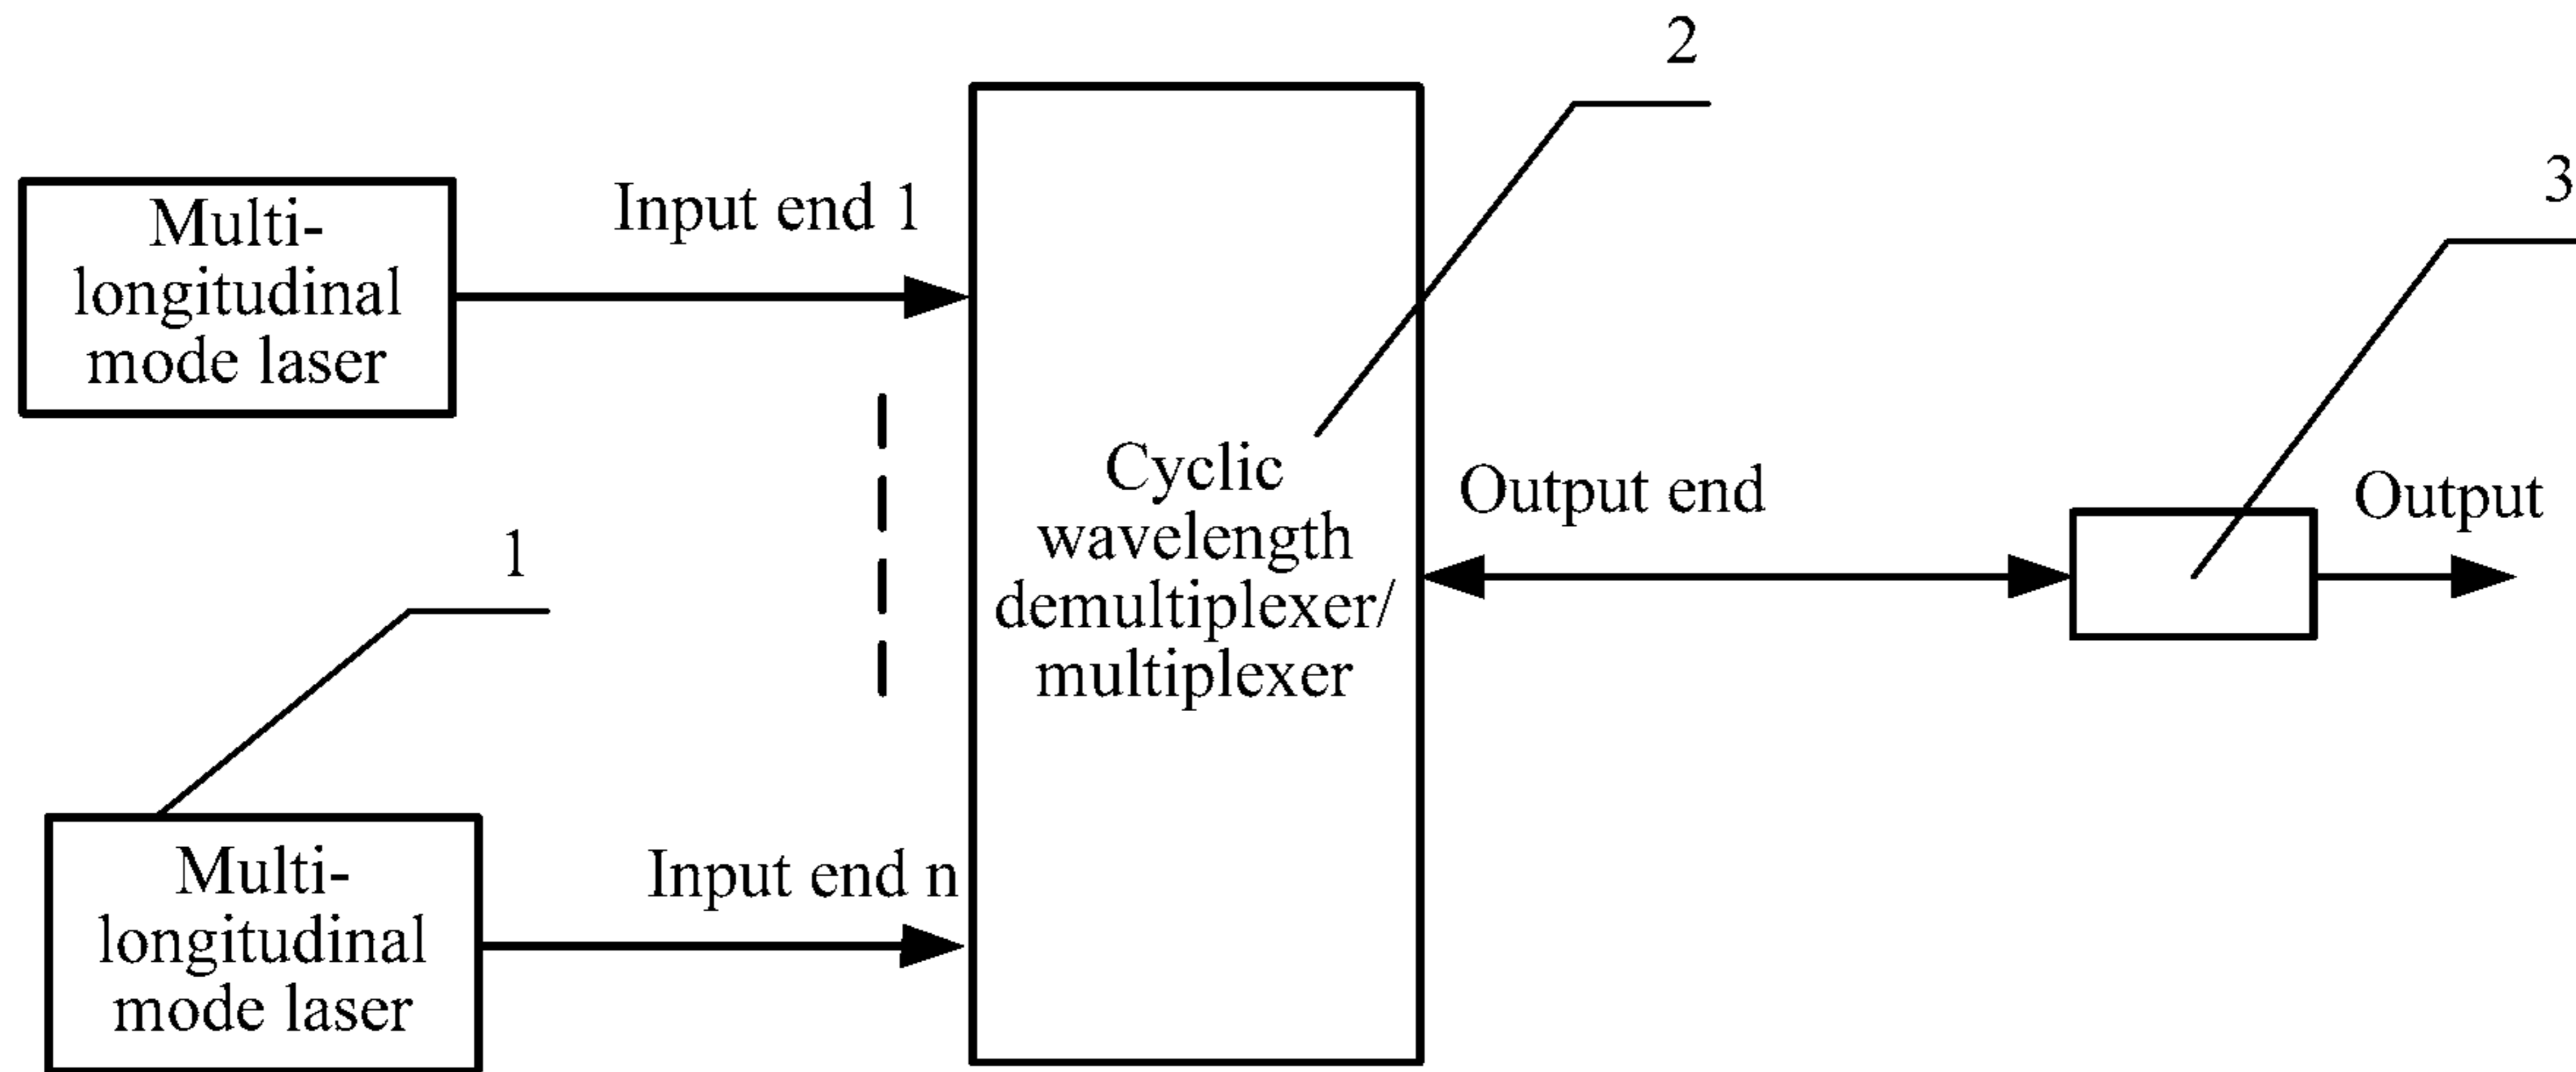 2
3
Multi-
longitudinal
mode laser
Input end 1
Cyclic
wavelength
demultiplexer/
multiplexer
Output end
Output
1
Multi-
longitudinal
mode laser
Input end n